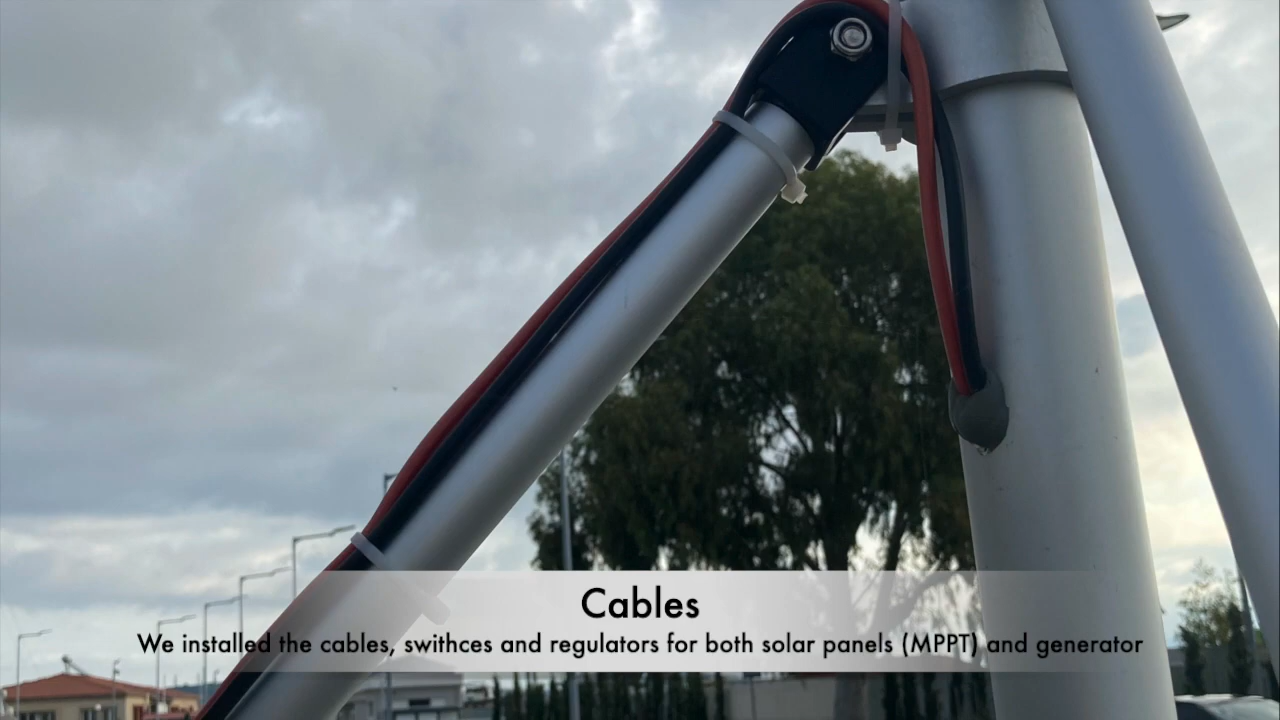 Cables
We installed the cables, swithces and regulators for both solar panels (MPPT) and generator